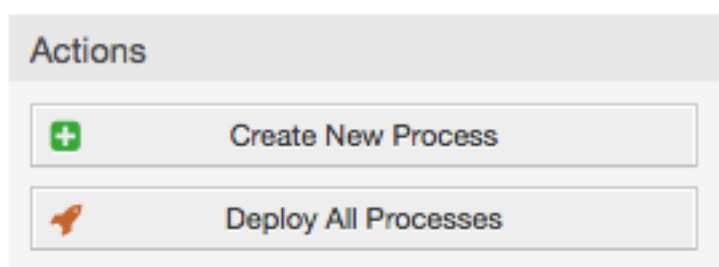 Actions
Create New Process
Deploy All Processes